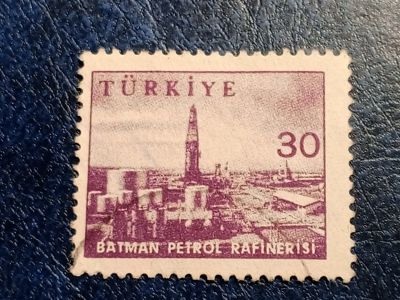 TÜRKİYE
30
BATMAN PETROL RAFİNERİSİ